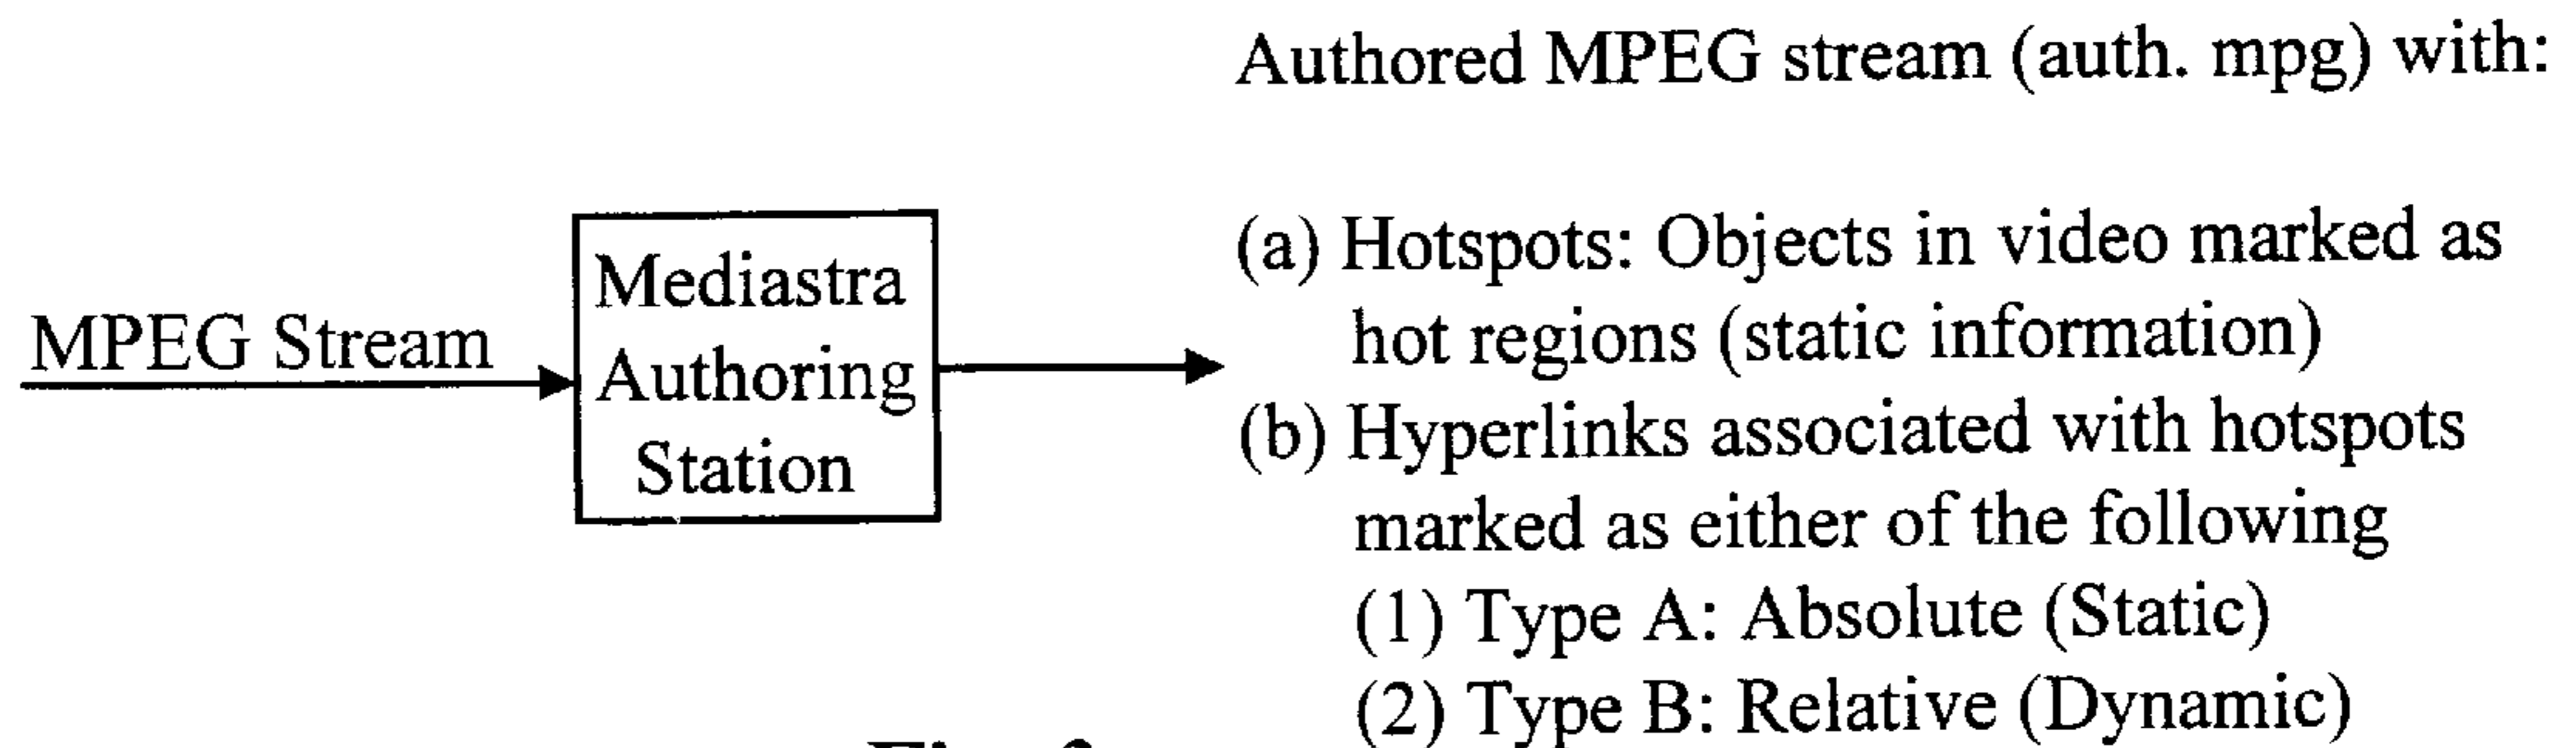 Authored MPEG stream (auth. mpg) with:
MPEG Stream
Mediastra
Authoring
Station
(a) Hotspots: Objects in video marked as
hot regions (static information)
(b) Hyperlinks associated with hotspots
marked as either of the following
(1) Type A: Absolute (Static)
(2) Type B: Relative (Dynamic)